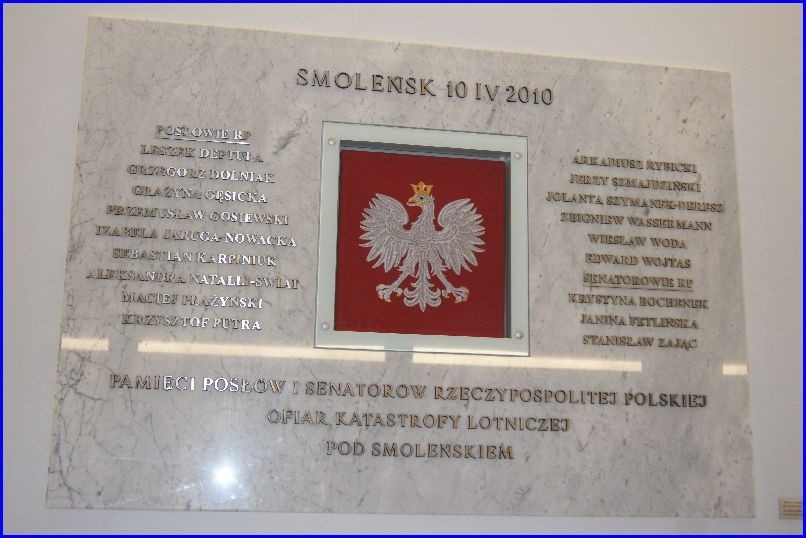 SMOLEŃSK 10 IV 2010
POSŁOWIE RP
LESZEK DEPTUŁA
GRZEGORZ DOLNIAK
GRAŻYNA GĘSICKA
PRZEMYSŁAW GOSIEWSKI
IZABELA JARUGA-NOWACKA
SEBASTIAN KARPINIUK
ALEKSANDRA NATALLI-ŚWIAT
MACIEJ PŁAŻYŃSKI
KRZYSZTOF PUTRA
ARKADIUSZ RYBICKI
JERZY SZMAJDZIŃSKI
JOLANTA SZYMANEK-DERESZ
ZBIGNIEW WASSERMANN
WIESŁAW WODA
EDWARD WOJTAS
SENATOROWIE RP
KRYSTYNA BOCHENEK
JANINA FETLIŃSKA
STANISŁAW ZAJĄC
PAMIĘCI POSŁÓW I SENATORÓW RZECZYPOSPOLITEJ POLSKIEJ
OFIAR KATASTROFY LOTNICZEJ
POD SMOLEŃSKIEM